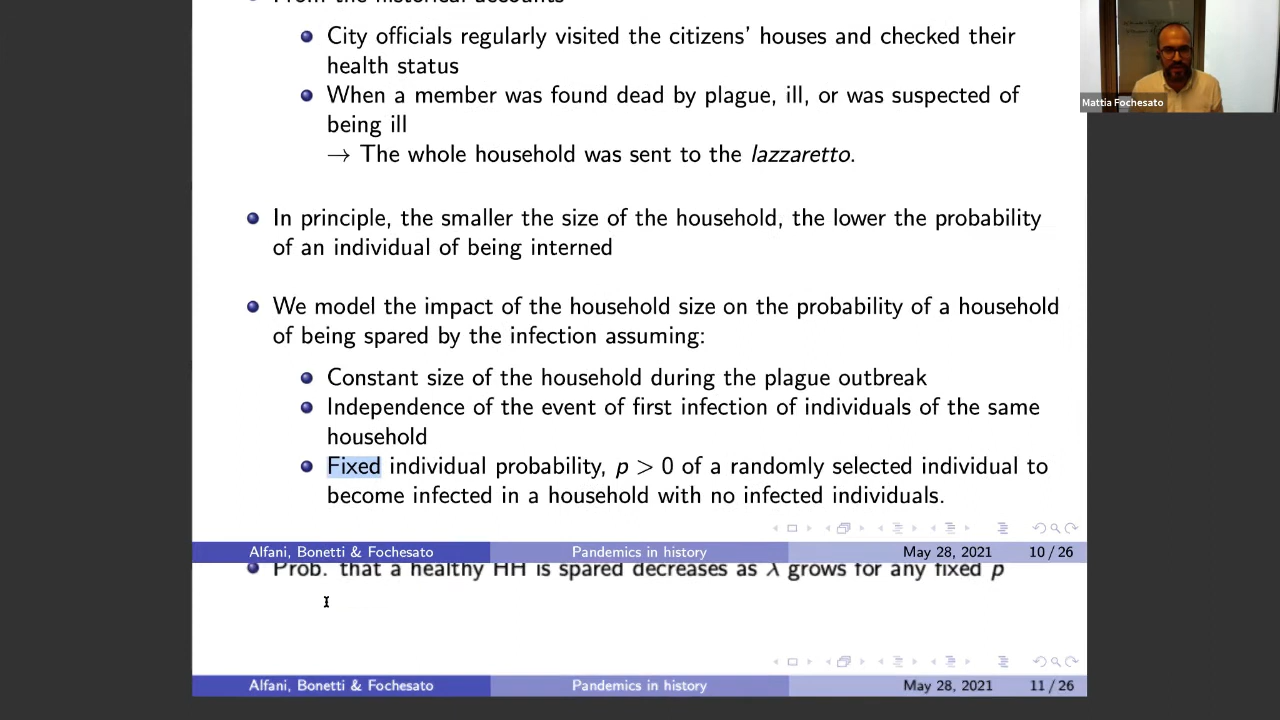 From the historical accounts
City officials regularly visited the citizens' houses and checked their
health status
When a member was found dead by plague, ill, or was suspected of
being ill
→ The whole household was sent to the lazzaretto.
In principle, the smaller the size of the household, the lower the probability
of an individual of being interned
We model the impact of the household size on the probability of a household
of being spared by the infection assuming:
Constant size of the household during the plague outbreak
Independence of the event of first infection of individuals of the same
household
Fixed individual probability, p > 0 of a randomly selected individual to
become infected in a household with no infected individuals.
Alfani, Bonetti & Fochesato Pandemics in history May 28, 2021 10 / 26
Prob. that a healthy HH is spared decreases as λ grows for any fixed p
Alfani, Bonetti & Fochesato Pandemics in history May 28, 2021 11 / 26
Mattia Fochesato